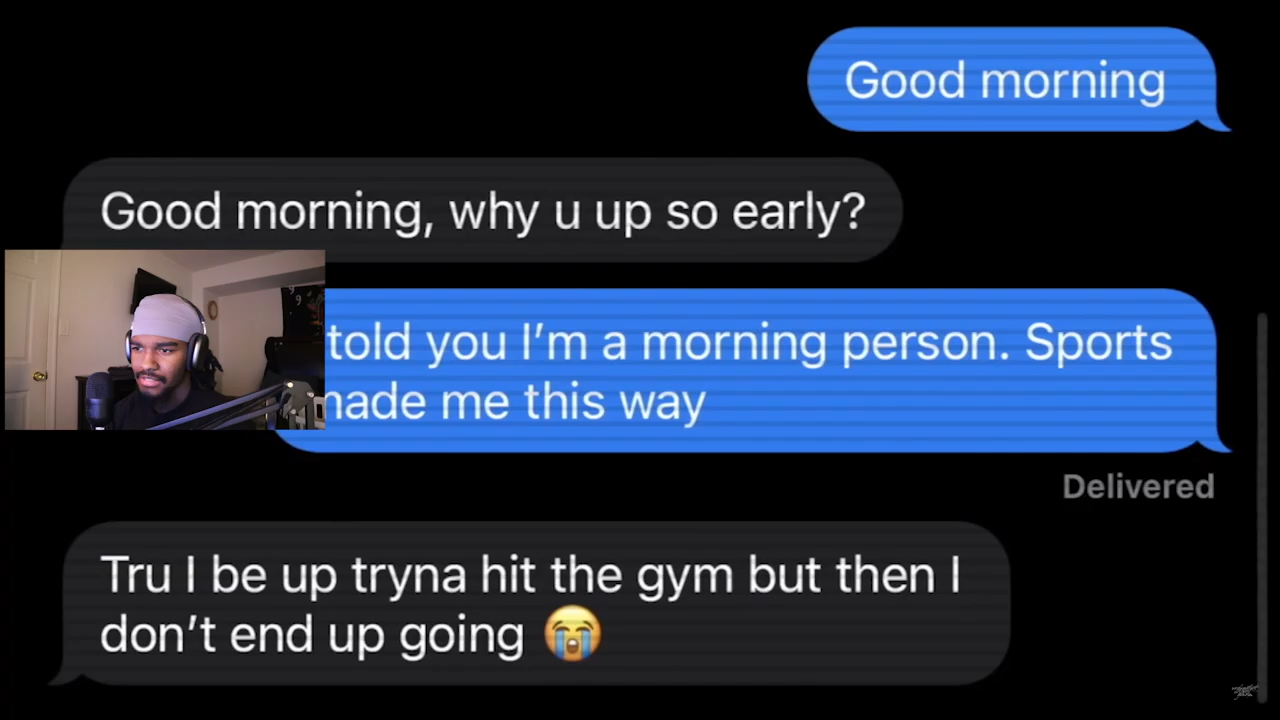 Good morning
Good morning, why u up so early?
told you I'm a morning person. Sports
made me this way
Delivered
Tru I be up tryna hit the gym but then I
don't end up going 😭